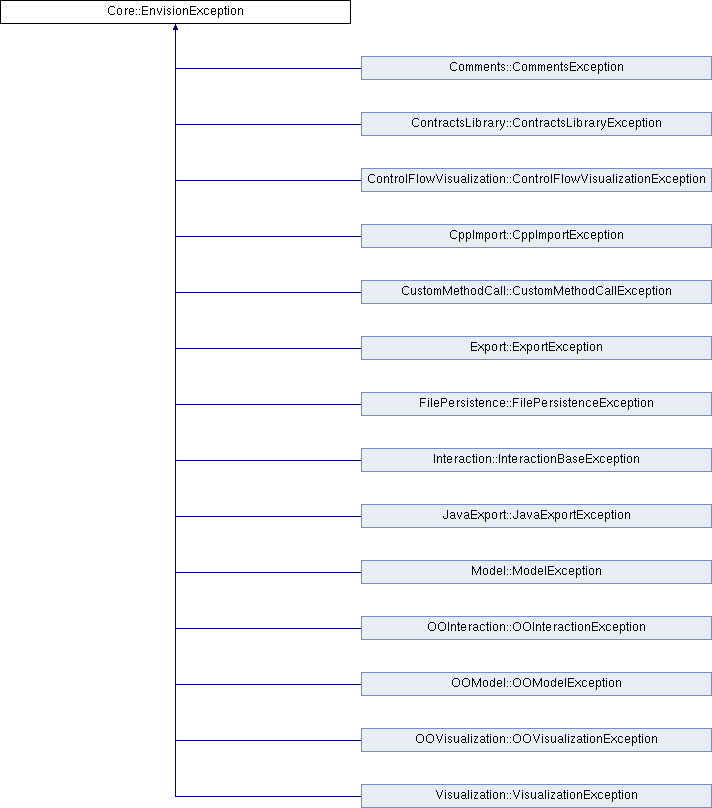 Core::EnvisionException
Comments::CommentsException
ContractsLibrary::ContractsLibraryException
ControlFlowVisualization::ControlFlowVisualizationException
CppImport::CppImportException
CustomMethodCall::CustomMethodCallException
Export::ExportException
FilePersistence::FilePersistenceException
Interaction::InteractionBaseException
JavaExport::JavaExportException
Model::ModelException
OOInteraction::OOInteractionException
OOModel::OOModelException
OOVisualization::OOVisualizationException
Visualization::VisualizationException